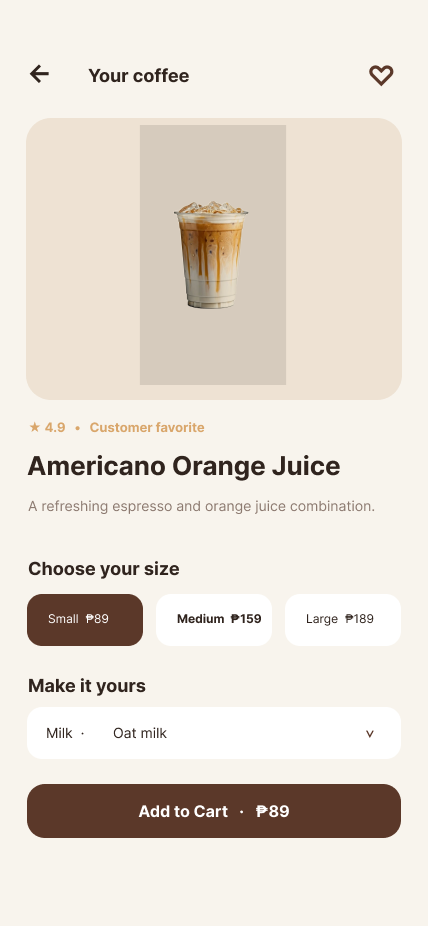 Your coffee
★ 4.9 • Customer favorite
Americano Orange Juice
A refreshing espresso and orange juice combination.
Choose your size
Small ₱89
Medium ₱159
Large ₱189
Make it yours
Milk · Oat milk
Add to Cart · ₱89